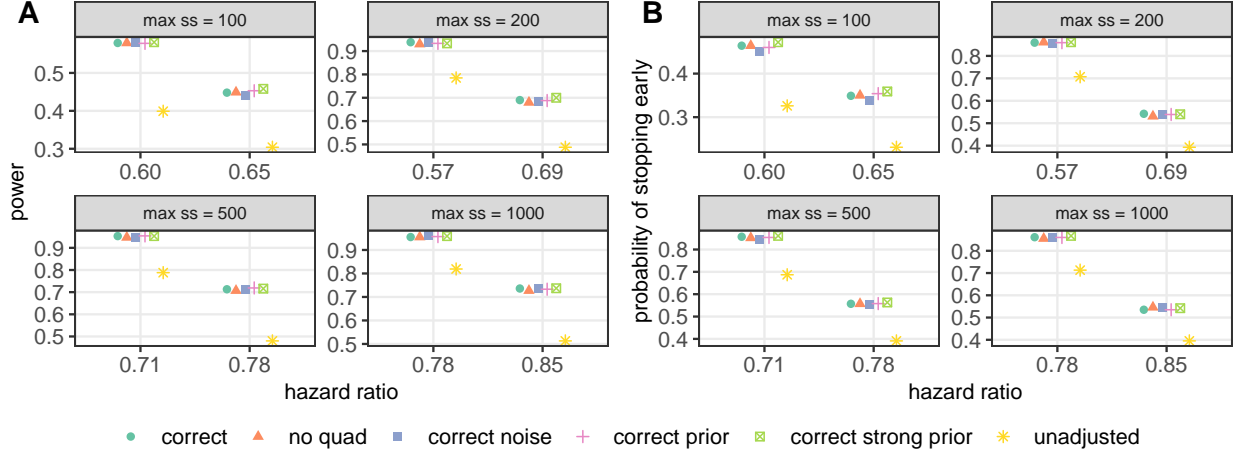 A
B
max ss = 100
max ss = 200
max ss = 100
max ss = 200
0.5
0.4
0.3
0.9
0.8
0.7
0.6
0.5
0.4
0.3
0.8
0.7
0.6
0.5
0.4
0.60 0.65
0.57 0.69
0.60 0.65
0.57 0.69
power
probability of stopping early
max ss = 500
max ss = 1000
max ss = 500
max ss = 1000
0.9
0.8
0.7
0.6
0.5
0.9
0.8
0.7
0.6
0.5
0.8
0.7
0.6
0.5
0.4
0.8
0.7
0.6
0.5
0.4
0.71 0.78
0.78 0.85
0.71 0.78
0.78 0.85
hazard ratio
hazard ratio
correct no quad correct noise correct prior correct strong prior unadjusted